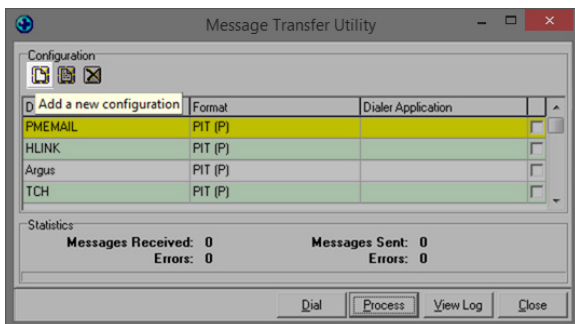 Message Transfer Utility
Configuration
Add a new configuration
D Format Dialer Application
PMEMAIL PIT (P)
HLINK PIT (P)
Argus PIT (P)
TCH PIT (P)
Statistics
Messages Received: 0 Messages Sent: 0
Errors: 0 Errors: 0
Dial Process View Log Close